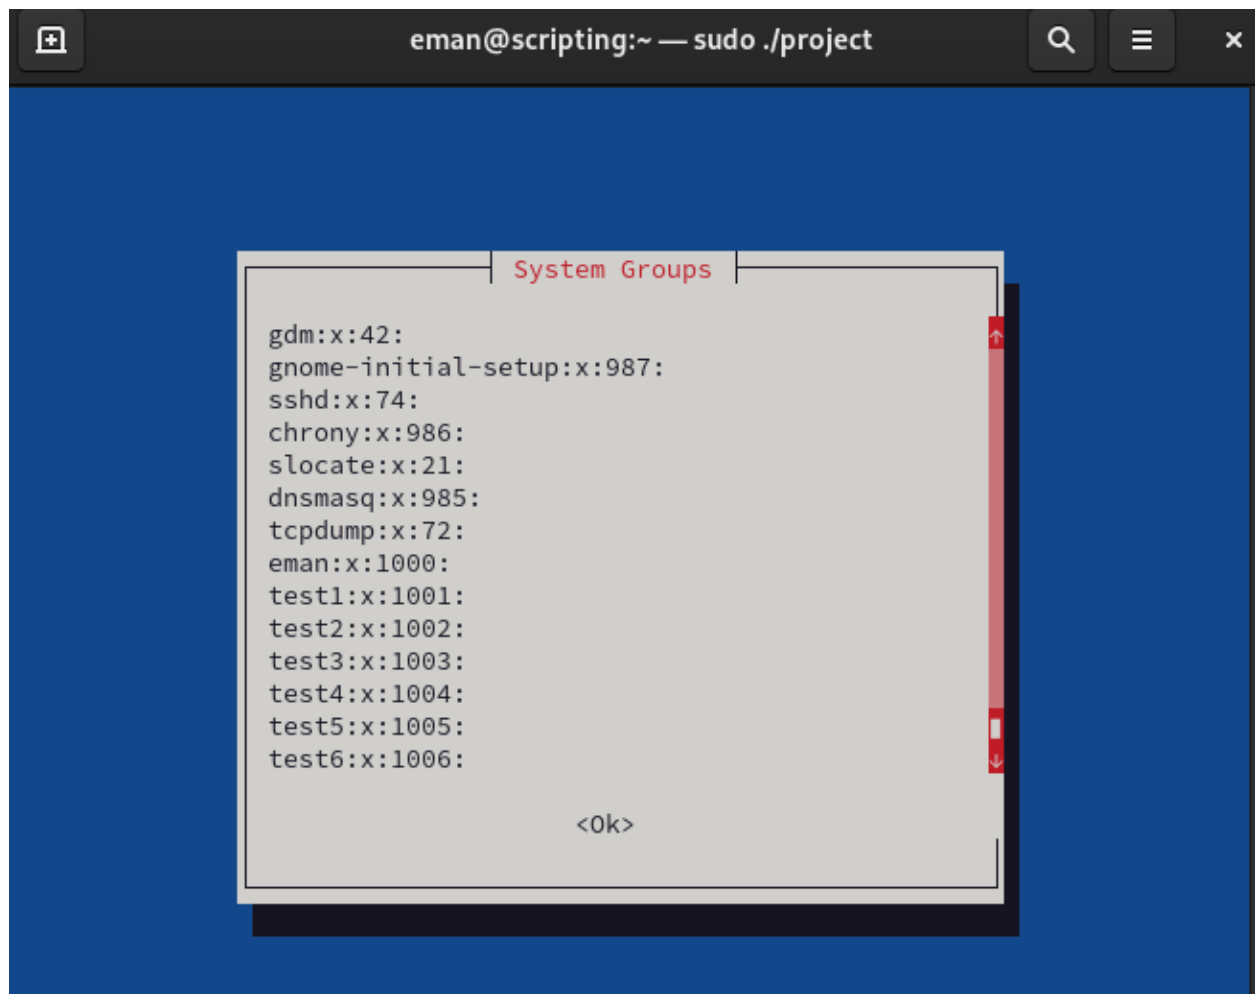 eman@scripting:~ — sudo ./project
System Groups
gdm:x:42:
gnome-initial-setup:x:987:
sshd:x:74:
chrony:x:986:
slocate:x:21:
dnsmasq:x:985:
tcpdump:x:72:
eman:x:1000:
test1:x:1001:
test2:x:1002:
test3:x:1003:
test4:x:1004:
test5:x:1005:
test6:x:1006:
<Ok>